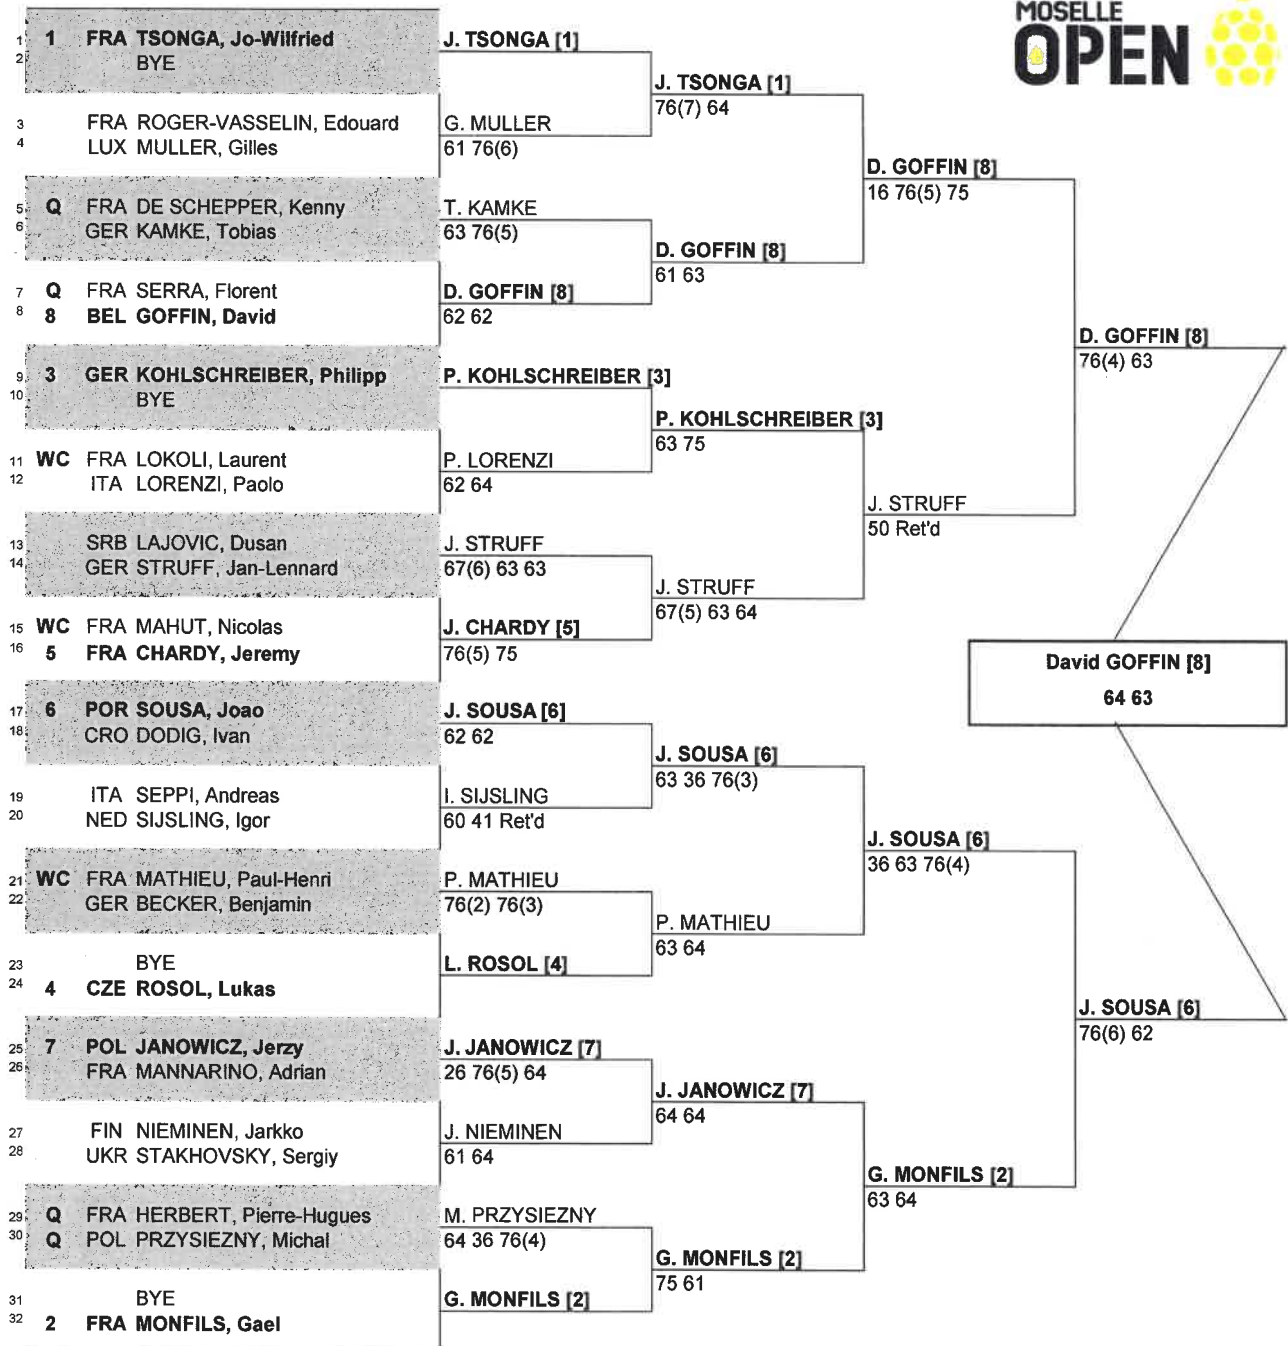 MOSELLE
OPEN
1 1 FRA TSONGA, Jo-Wilfried
2 BYE
3 FRA ROGER-VASSELIN, Edouard
4 LUX MULLER, Gilles
5 Q FRA DE SCHEPPER, Kenny
6 GER KAMKE, Tobias
7 Q FRA SERRA, Florent
8 8 BEL GOFFIN, David
9 3 GER KOHLSCHREIBER, Philipp
10 BYE
11 WC FRA LOKOLI, Laurent
12 ITA LORENZI, Paolo
13 SRB LAJOVIC, Dusan
14 GER STRUFF, Jan-Lennard
15 WC FRA MAHUT, Nicolas
16 5 FRA CHARDY, Jeremy
17 6 POR SOUSA, Joao
18 CRO DODIG, Ivan
19 ITA SEPPI, Andreas
20 NED SIJSLING, Igor
21 WC FRA MATHIEU, Paul-Henri
22 GER BECKER, Benjamin
23 BYE
24 4 CZE ROSOL, Lukas
25 7 POL JANOWICZ, Jerzy
26 FRA MANNARINO, Adrian
27 FIN NIEMINEN, Jarkko
28 UKR STAKHOVSKY, Sergiy
29 Q FRA HERBERT, Pierre-Hugues
30 Q POL PRZYSIEZNY, Michal
31 BYE
32 2 FRA MONFILS, Gael
J. TSONGA [1]
G. MULLER
61 76(6)
T. KAMKE
63 76(5)
D. GOFFIN [8]
62 62
P. KOHLSCHREIBER [3]
P. LORENZI
62 64
J. STRUFF
67(6) 63 63
J. CHARDY [5]
76(5) 75
J. SOUSA [6]
62 62
I. SIJSLING
60 41 Ret'd
P. MATHIEU
76(2) 76(3)
L. ROSOL [4]
J. JANOWICZ [7]
26 76(5) 64
J. NIEMINEN
61 64
M. PRZYSIEZNY
64 36 76(4)
G. MONFILS [2]
J. TSONGA [1]
76(7) 64
D. GOFFIN [8]
61 63
P. KOHLSCHREIBER [3]
63 75
J. STRUFF
67(5) 63 64
J. SOUSA [6]
63 36 76(3)
P. MATHIEU
63 64
J. JANOWICZ [7]
64 64
G. MONFILS [2]
75 61
D. GOFFIN [8]
16 76(5) 75
J. STRUFF
50 Ret'd
J. SOUSA [6]
36 63 76(4)
G. MONFILS [2]
63 64
D. GOFFIN [8]
76(4) 63
J. SOUSA [6]
76(6) 62
David GOFFIN [8]
64 63